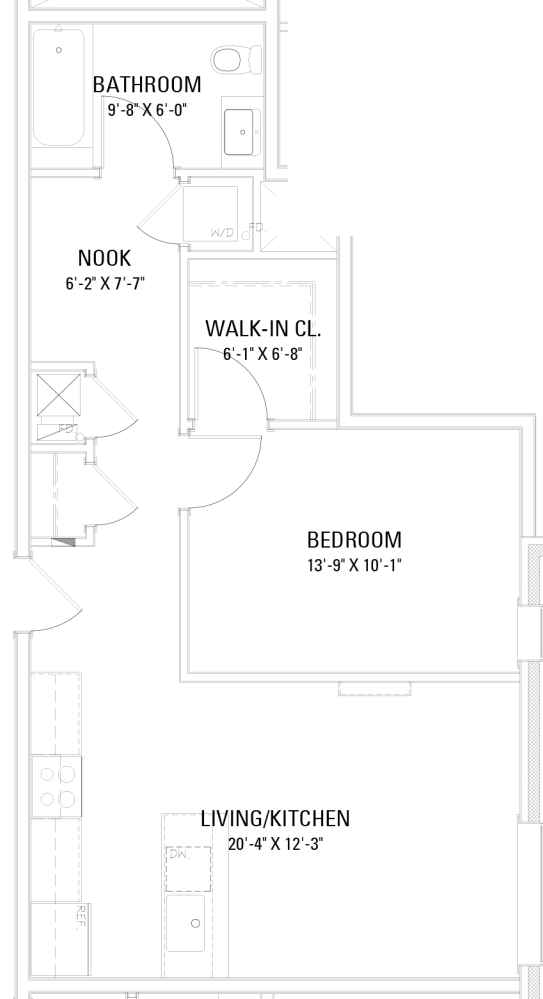 BATHROOM
9'-8" X 6'-0"
W/D
FD.
NOOK
6'-2" X 7'-7"
WALK-IN CL.
6'-1" X 6'-8"
FD.
BEDROOM
13'-9" X 10'-1"
LIVING/KITCHEN
20'-4" X 12'-3"
DW.
REF.